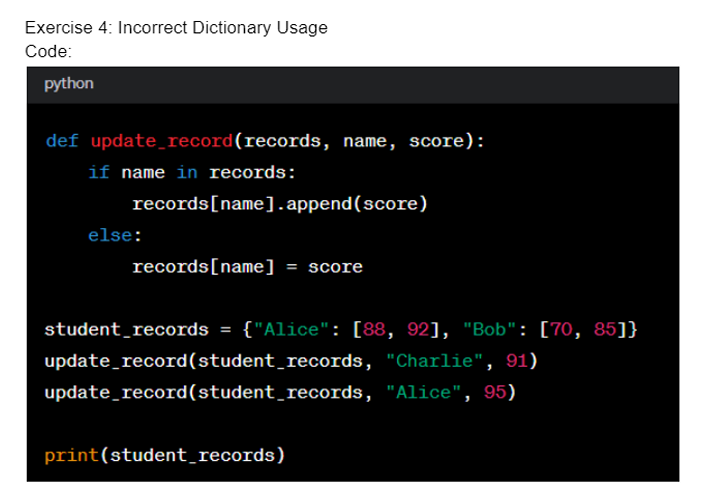 Exercise 4: Incorrect Dictionary Usage
Code:
python
def update_record(records, name, score):
    if name in records:
        records[name].append(score)
    else:
        records[name] = score
student_records = {"Alice": [88, 92], "Bob": [70, 85]}
update_record(student_records, "Charlie", 91)
update_record(student_records, "Alice", 95)
print(student_records)